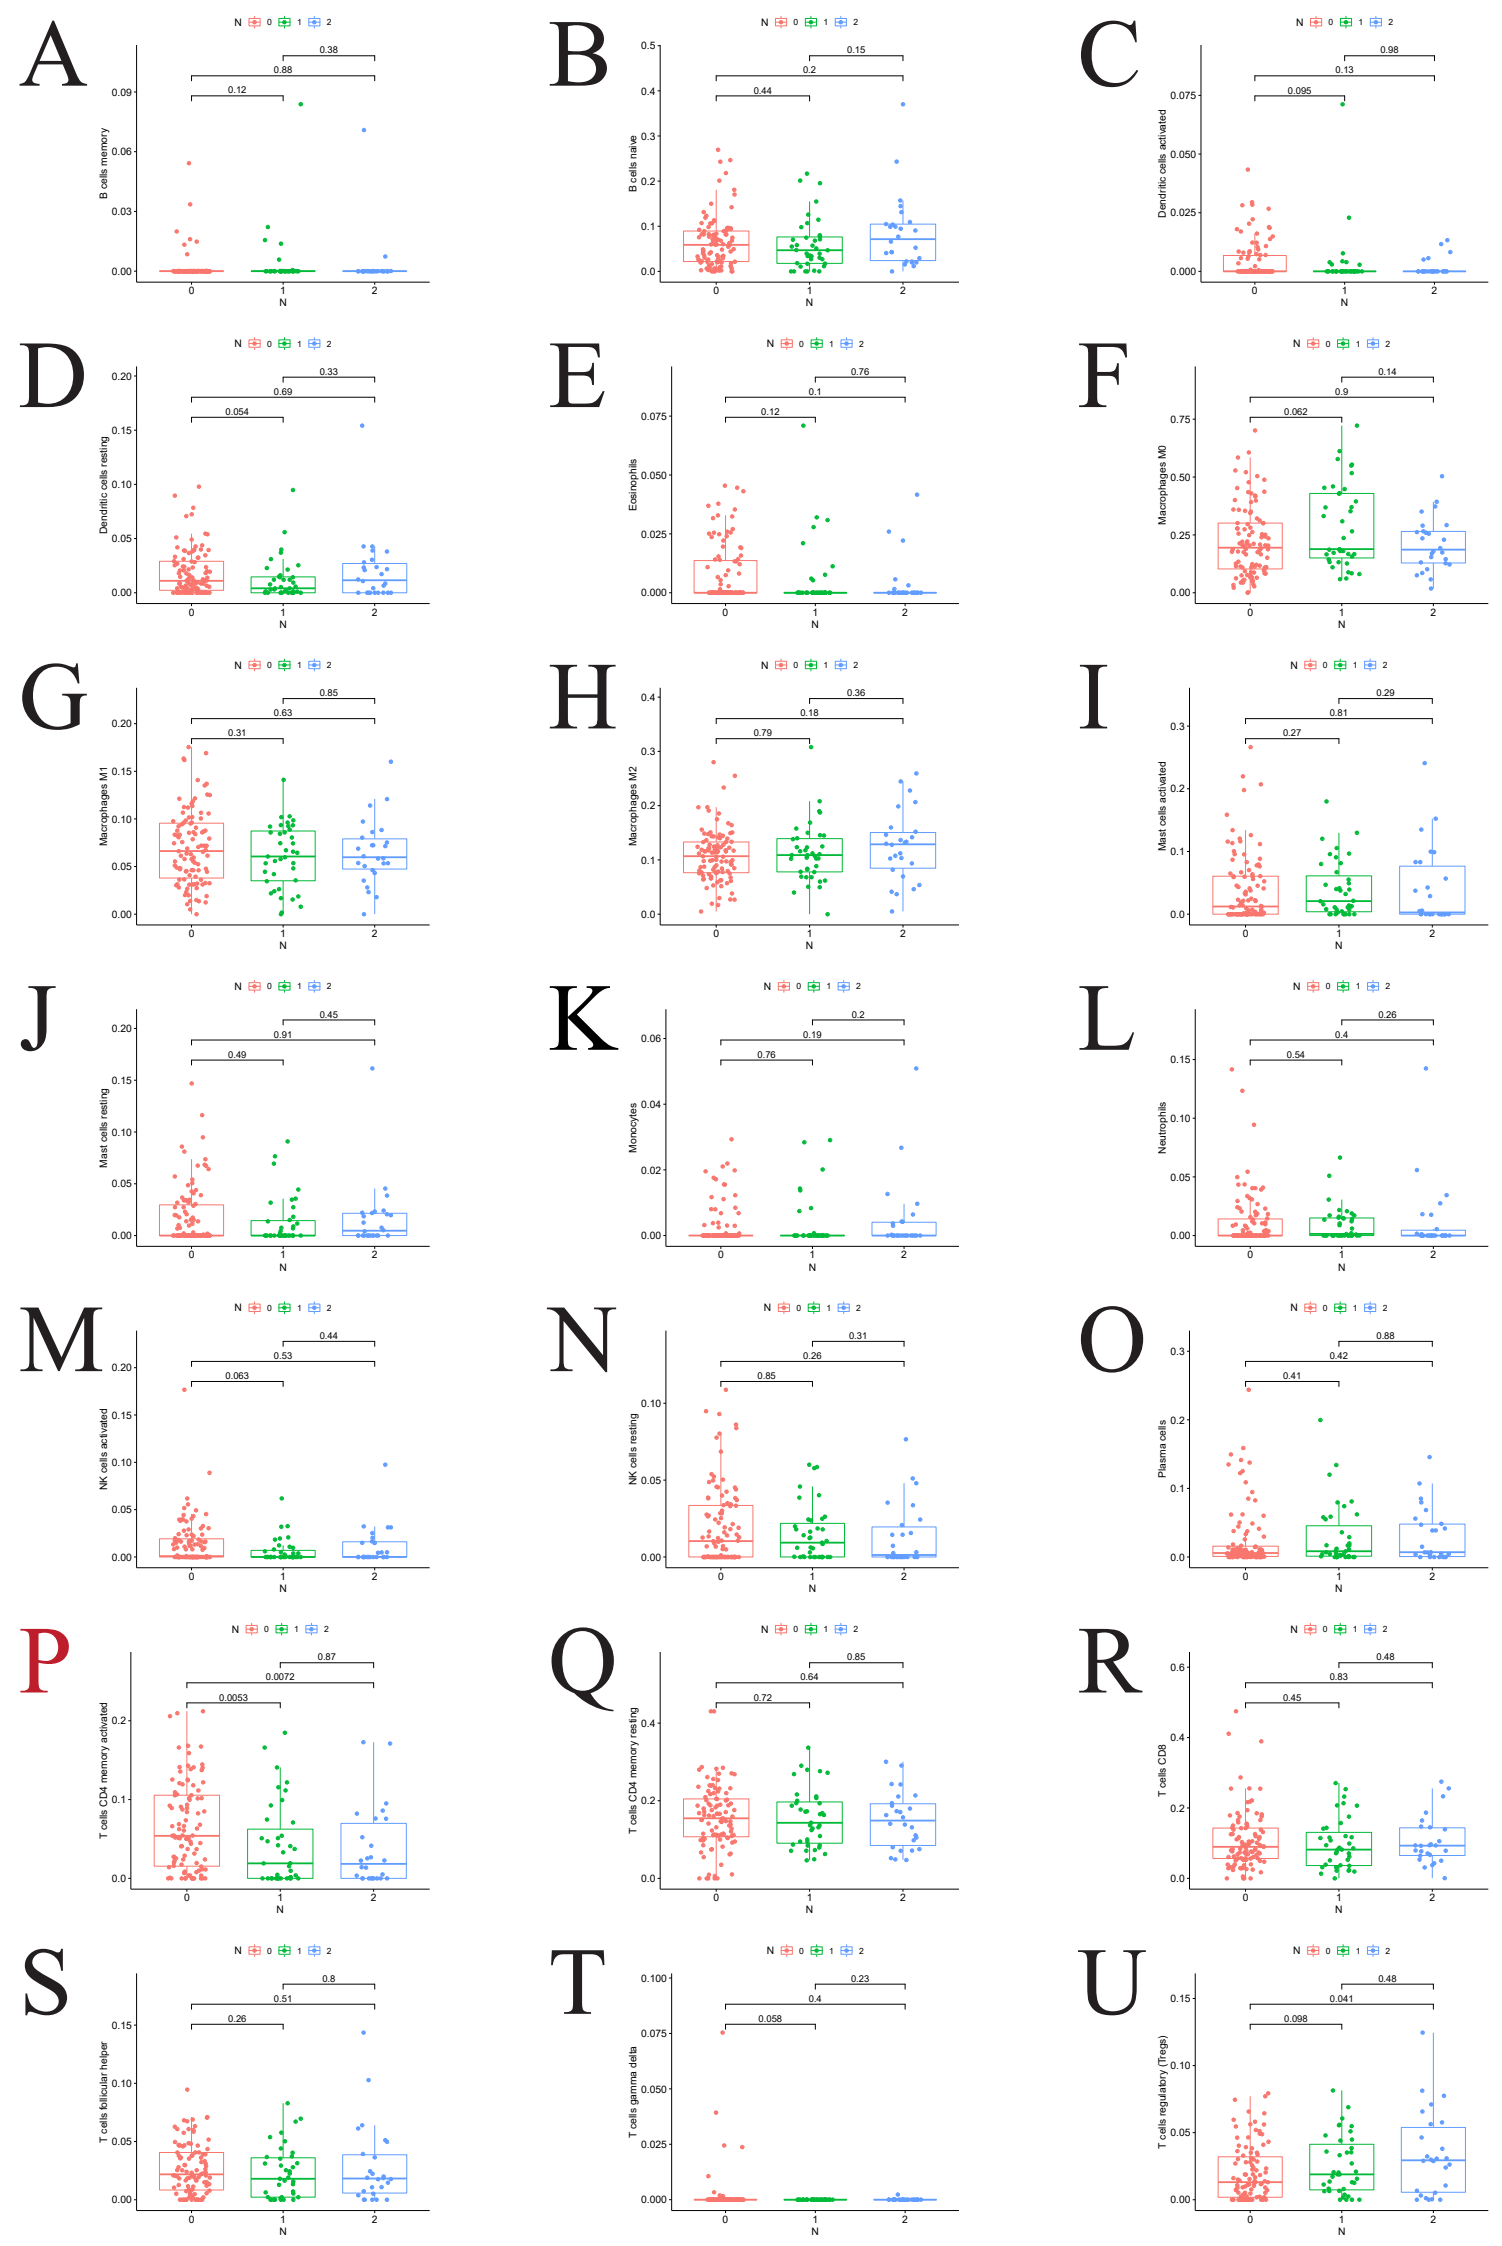 A
N 0 1 2
0.38
0.88
0.12
B cells memory
0.09
0.06
0.03
0.00
0 1 2
N
B
N 0 1 2
0.15
0.2
0.44
B cells naive
0.5
0.4
0.3
0.2
0.1
0.0
0 1 2
N
C
N 0 1 2
0.98
0.13
0.095
Dendritic cells activated
0.075
0.050
0.025
0.000
0 1 2
N
D
N 0 1 2
0.33
0.69
0.054
Dendritic cells resting
0.20
0.15
0.10
0.05
0.00
0 1 2
N
E
N 0 1 2
0.76
0.1
0.12
Eosinophils
0.075
0.050
0.025
0.000
0 1 2
N
F
N 0 1 2
0.14
0.9
0.062
Macrophages M0
0.75
0.50
0.25
0.00
0 1 2
N
G
N 0 1 2
0.85
0.63
0.31
Macrophages M1
0.20
0.15
0.10
0.05
0.00
0 1 2
N
H
N 0 1 2
0.36
0.18
0.79
Macrophages M2
0.4
0.3
0.2
0.1
0.0
0 1 2
N
I
N 0 1 2
0.29
0.81
0.27
Mast cells activated
0.3
0.2
0.1
0.0
0 1 2
N
J
N 0 1 2
0.45
0.91
0.49
Mast cells resting
0.20
0.15
0.10
0.05
0.00
0 1 2
N
K
N 0 1 2
0.2
0.19
0.76
Monocytes
0.06
0.04
0.02
0.00
0 1 2
N
L
N 0 1 2
0.26
0.4
0.54
Neutrophils
0.15
0.10
0.05
0.00
0 1 2
N
M
N 0 1 2
0.44
0.53
0.063
NK cells activated
0.20
0.15
0.10
0.05
0.00
0 1 2
N
N
N 0 1 2
0.31
0.26
0.85
NK cells resting
0.10
0.05
0.00
0 1 2
N
O
N 0 1 2
0.88
0.42
0.41
Plasma cells
0.3
0.2
0.1
0.0
0 1 2
N
P
N 0 1 2
0.87
0.0072
0.0053
T cells CD4 memory activated
0.2
0.1
0.0
0 1 2
N
Q
N 0 1 2
0.85
0.64
0.72
T cells CD4 memory resting
0.4
0.2
0.0
0 1 2
N
R
N 0 1 2
0.48
0.83
0.45
T cells CD8
0.6
0.4
0.2
0.0
0 1 2
N
S
N 0 1 2
0.8
0.51
0.26
T cells follicular helper
0.15
0.10
0.05
0.00
0 1 2
N
T
N 0 1 2
0.23
0.4
0.058
T cells gamma delta
0.100
0.075
0.050
0.025
0.000
0 1 2
N
U
N 0 1 2
0.48
0.041
0.098
T cells regulatory (Tregs)
0.15
0.10
0.05
0.00
0 1 2
N